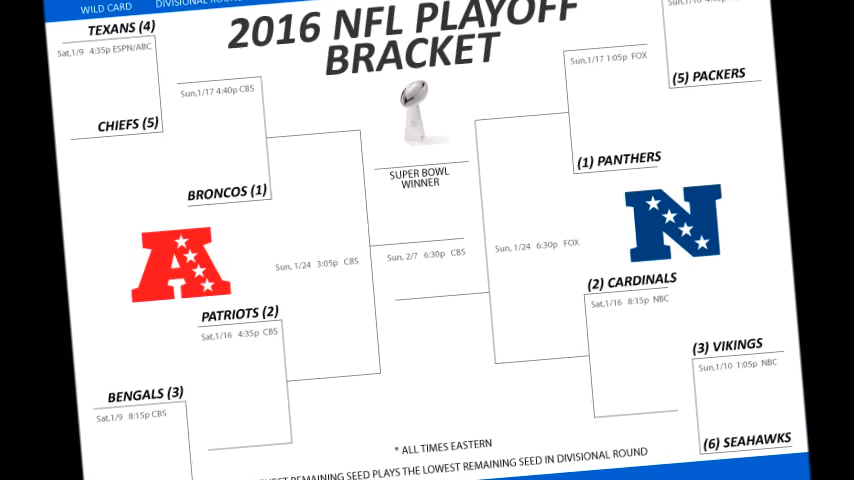 WILD CARD
DIVISIONAL ROUND
2016 NFL PLAYOFF
BRACKET
TEXANS (4)
Sat,1/9 4:35p ESPN/ABC
CHIEFS (5)
Sun,1/17 4:40p CBS
BRONCOS (1)
Sun, 1/24 3:05p CBS
PATRIOTS (2)
Sat,1/16 4:35p CBS
BENGALS (3)
Sat,1/9 8:15p CBS
SUPER BOWL
WINNER
Sun, 2/7 6:30p CBS
Sun,1/17 1:05p FOX
(5) PACKERS
(1) PANTHERS
Sun, 1/24 6:30p FOX
(2) CARDINALS
Sat,1/16 8:15p NBC
(3) VIKINGS
Sun,1/10 1:05p NBC
(6) SEAHAWKS
* ALL TIMES EASTERN
REMAINING SEED PLAYS THE LOWEST REMAINING SEED IN DIVISIONAL ROUND